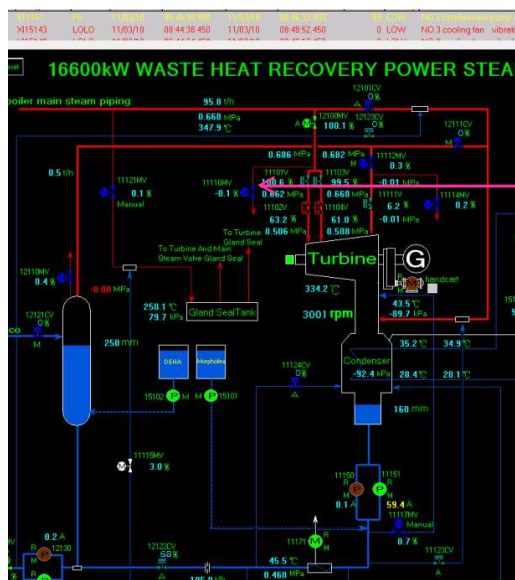 XI15143 LOLO 11/03/10 08:44:38.450 11/03/10 08:46:52.450 0 LOW NO.3 cooling fan vibrati
16600kW WASTE HEAT RECOVERY POWER STEA
boiler main steam piping 95.8 t/h
0.668 MPa
347.9 ℃
12101CV
0%
A
12100MV
100.1 %
12123CV
0%
A
12111CV
0%
0.686 MPa 0.682 MPa
11112MV
0.3 %
0.5 t/h
11121MV
0.1 %
Manual
11116MV
-0.1 %
11101V
100.6 %
0.662 MPa
11103V
99.5 %
0.668 MPa
-0.01 MPa
11111V
6.2 %
-0.01 MPa
11114MV
0.2 %
11102V
63.2 %
0.506 MPa
11104V
61.0 %
0.508 MPa
To Turbine
Gland Seal
To Turbine And Main
Steam Valve Gland Seal
Turbine
G
334.2 ℃
3001 rpm
R
M
handcart
43.5 ℃
-89.7 kPa
12110MV
0.4 %
-0.00 MPa
258.1 ℃
79.7 kPa
Gland SealTank
12121CV
0%
M
250 mm
DEHA
Morpholine
15102 P M
M P 15101
11124CV
0%
A
Condenser
-92.4 kPa
35.2 ℃ 34.9 ℃
28.4 ℃ 28.1 ℃
160 mm
11115MV
M
3.0 %
11150
R
M
P
0.1 A
11151
R
M
P
59.4 A
11117MV
Manual
0.7 %
11171
R
M
M
0.2 A
12130
R
M
P
P
12122CV
58%
A
45.5 ℃
0.460 MPa
11123CV
0%
A